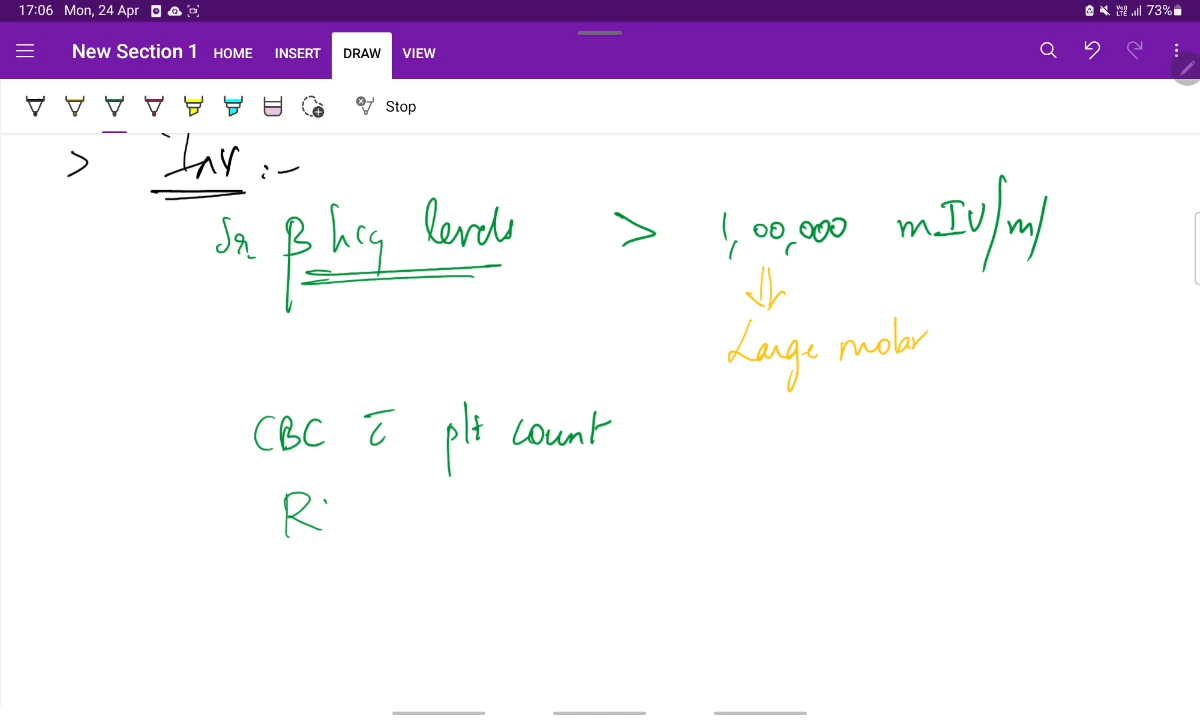 17:06 Mon, 24 Apr 73%
New Section 1 HOME INSERT DRAW VIEW
Stop
> Inv :-
Sr. β hcg levels > 1,00,000 mIU/ml
⇓
Large molar
CBC c̄ plt count
R